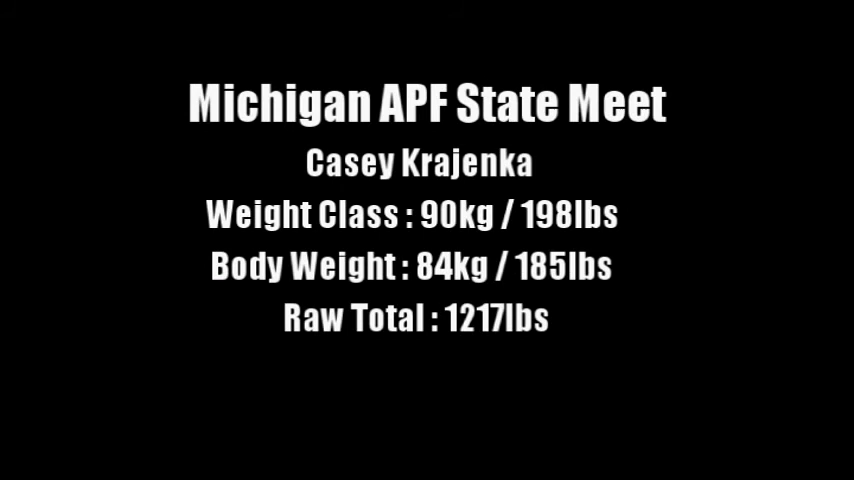 Michigan APF State Meet
Casey Krajenka
Weight Class : 90kg / 198lbs
Body Weight : 84kg / 185lbs
Raw Total : 1217lbs